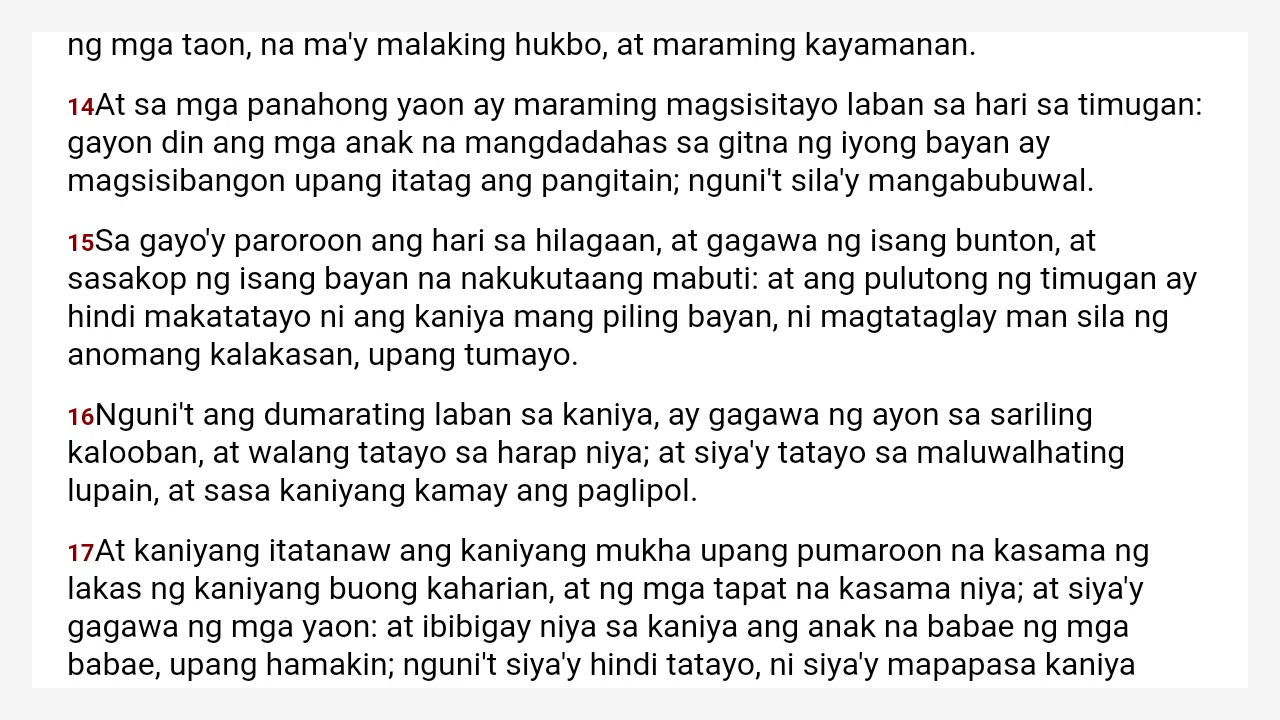 ng mga taon, na ma'y malaking hukbo, at maraming kayamanan.
14At sa mga panahong yaon ay maraming magsisitayo laban sa hari sa timugan:
gayon din ang mga anak na mangdadahas sa gitna ng iyong bayan ay
magsisibangon upang itatag ang pangitain; nguni't sila'y mangabubuwal.
15Sa gayo'y paroroon ang hari sa hilagaan, at gagawa ng isang bunton, at
sasakop ng isang bayan na nakukutaang mabuti: at ang pulutong ng timugan ay
hindi makatatayo ni ang kaniya mang piling bayan, ni magtataglay man sila ng
anomang kalakasan, upang tumayo.
16Nguni't ang dumarating laban sa kaniya, ay gagawa ng ayon sa sariling
kalooban, at walang tatayo sa harap niya; at siya'y tatayo sa maluwalhating
lupain, at sasa kaniyang kamay ang paglipol.
17At kaniyang itatanaw ang kaniyang mukha upang pumaroon na kasama ng
lakas ng kaniyang buong kaharian, at ng mga tapat na kasama niya; at siya'y
gagawa ng mga yaon: at ibibigay niya sa kaniya ang anak na babae ng mga
babae, upang hamakin; nguni't siya'y hindi tatayo, ni siya'y mapapasa kaniya